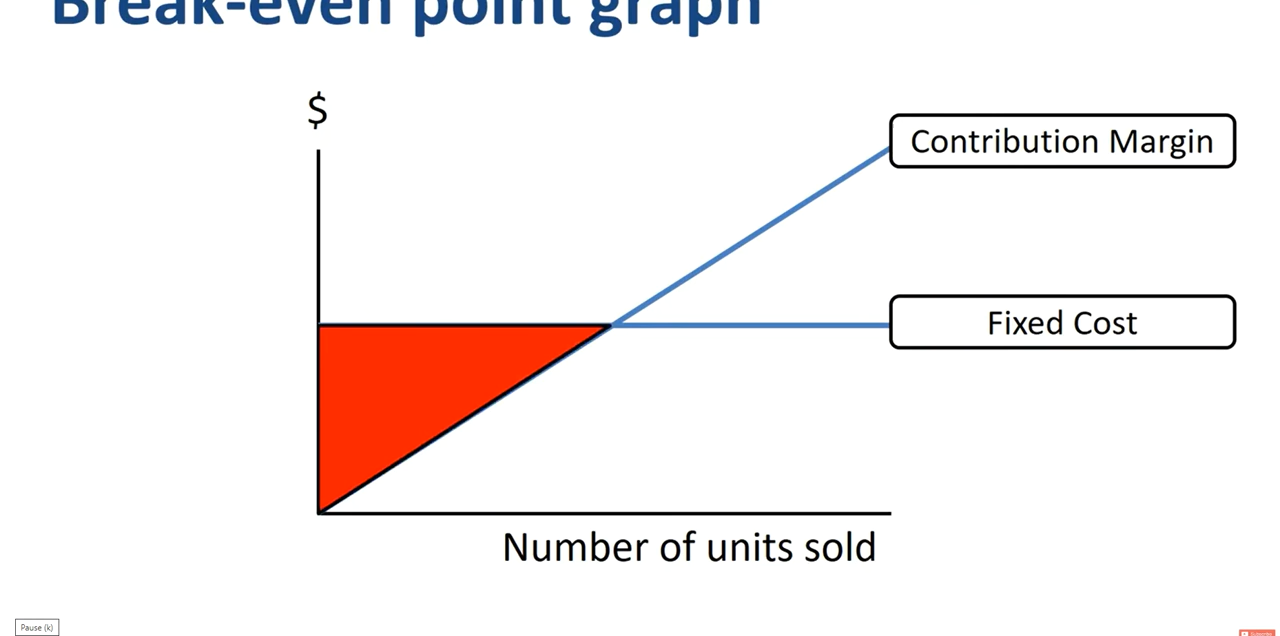 Break-even point graph
$
Contribution Margin
Fixed Cost
Number of units sold
Pause (k)